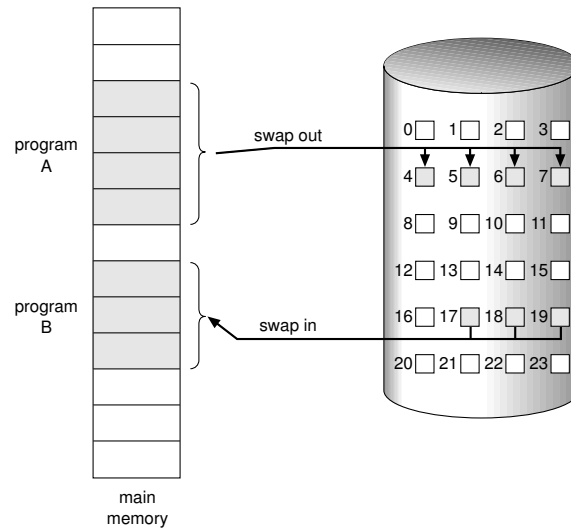 program
A
swap out
0 1 2 3
4 5 6 7
8 9 10 11
12 13 14 15
program
B
swap in
16 17 18 19
20 21 22 23
main
memory